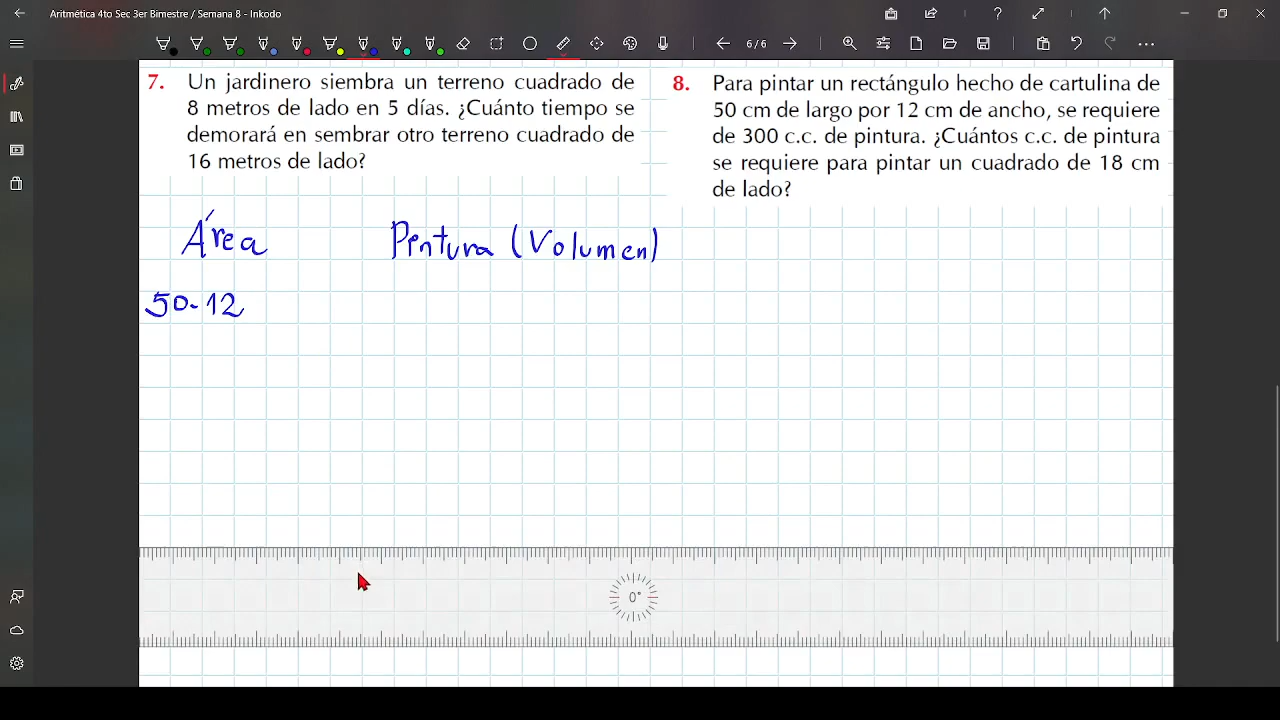 Aritmética 4to Sec 3er Bimestre / Semana 8 - Inkodo
6/6
7. Un jardinero siembra un terreno cuadrado de
8 metros de lado en 5 días. ¿Cuánto tiempo se
demorará en sembrar otro terreno cuadrado de
16 metros de lado?
8. Para pintar un rectángulo hecho de cartulina de
50 cm de largo por 12 cm de ancho, se requiere
de 300 c.c. de pintura. ¿Cuántos c.c. de pintura
se requiere para pintar un cuadrado de 18 cm
de lado?
Área Pintura (Volumen)
50-12
0°